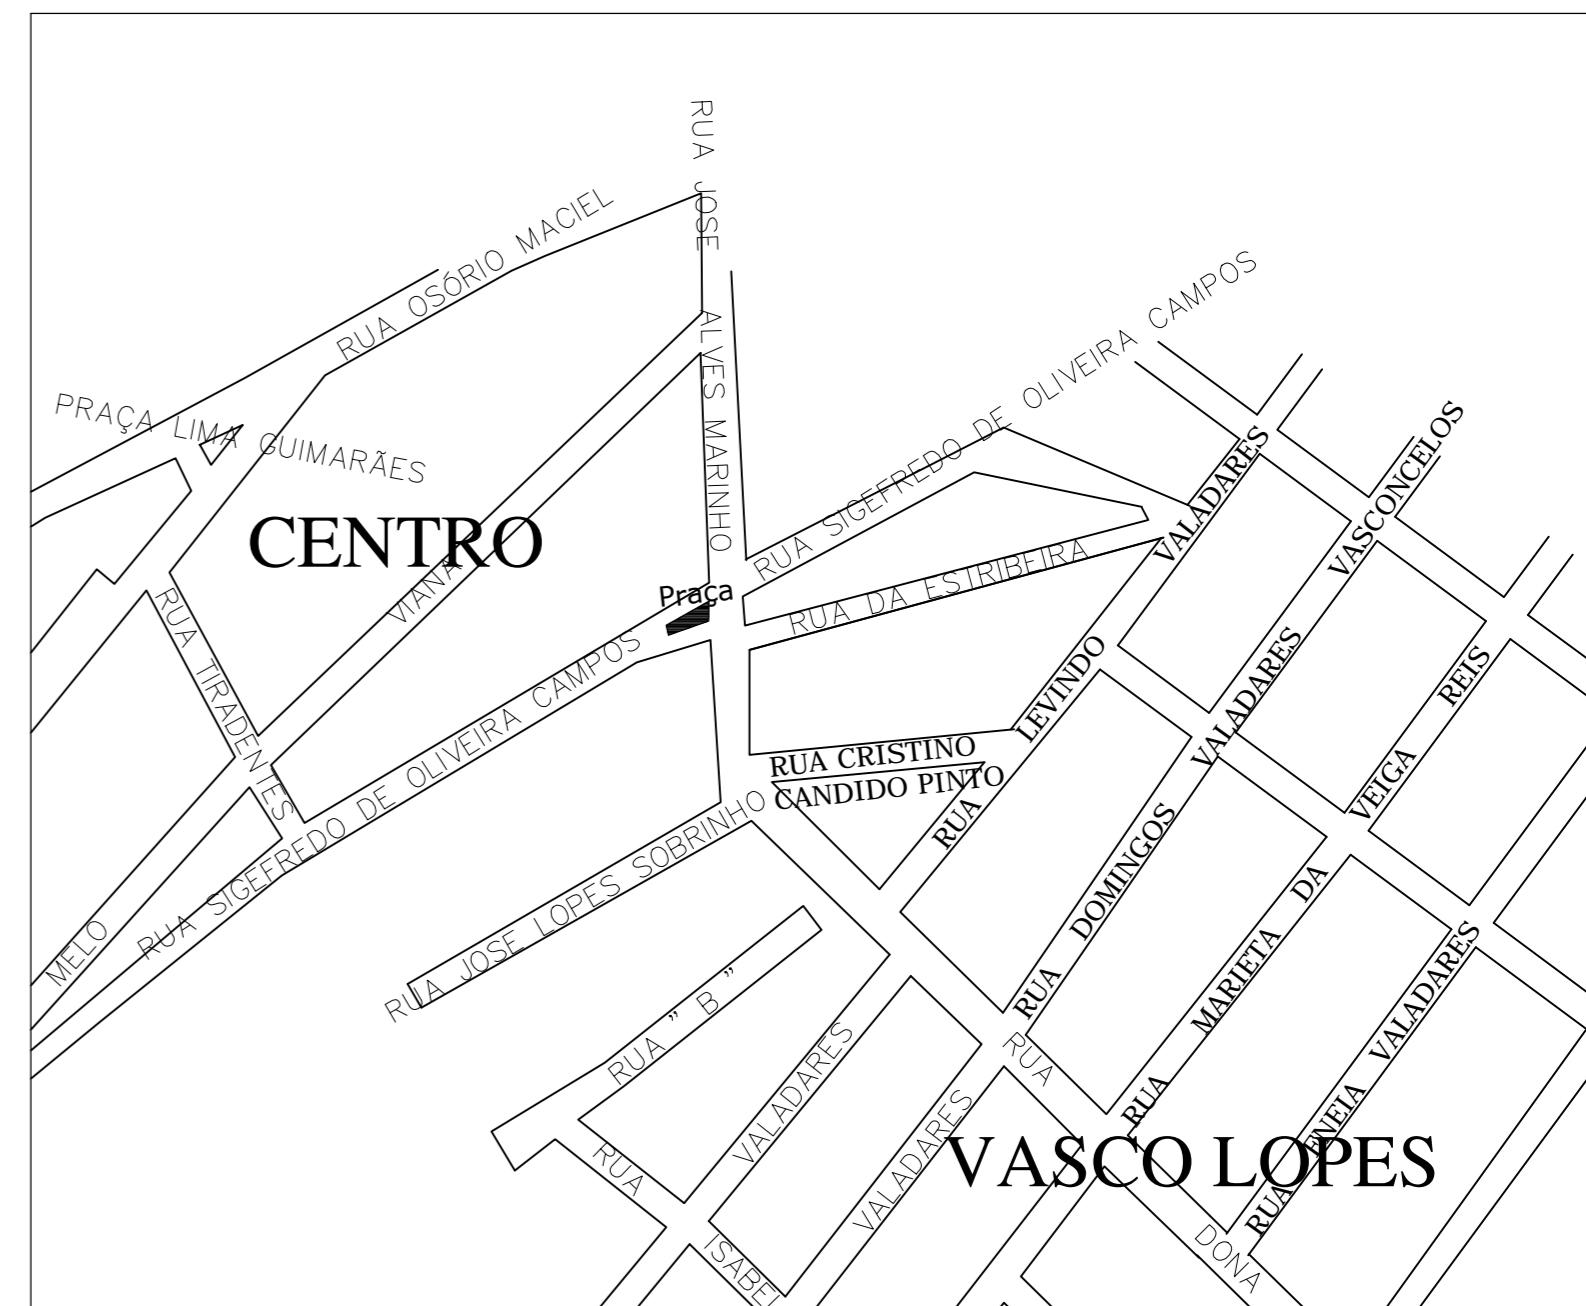 RUA JOSE ALVES MARINHO
RUA OSÓRIO MACIEL
PRAÇA LIMA GUIMARÃES
RUA SIGEFREDO DE OLIVEIRA CAMPOS
CENTRO
VIANA
MELO
RUA TIRADENTES
Praça
RUA DA ESTRIBEIRA
RUA SIGEFREDO DE OLIVEIRA CAMPOS
RUA CRISTINO
CANDIDO PINTO
RUA LEVINDO VALADARES
RUA DOMINGOS VALADARES VASCONCELOS
RUA MARIETA DA VEIGA REIS
RUA JOSE LOPES SOBRINHO
RUA " B "
VALADARES
VALADARES
RUA ENEIA VALADARES
VASCO LOPES
RUA ISABEL
RUA DONA